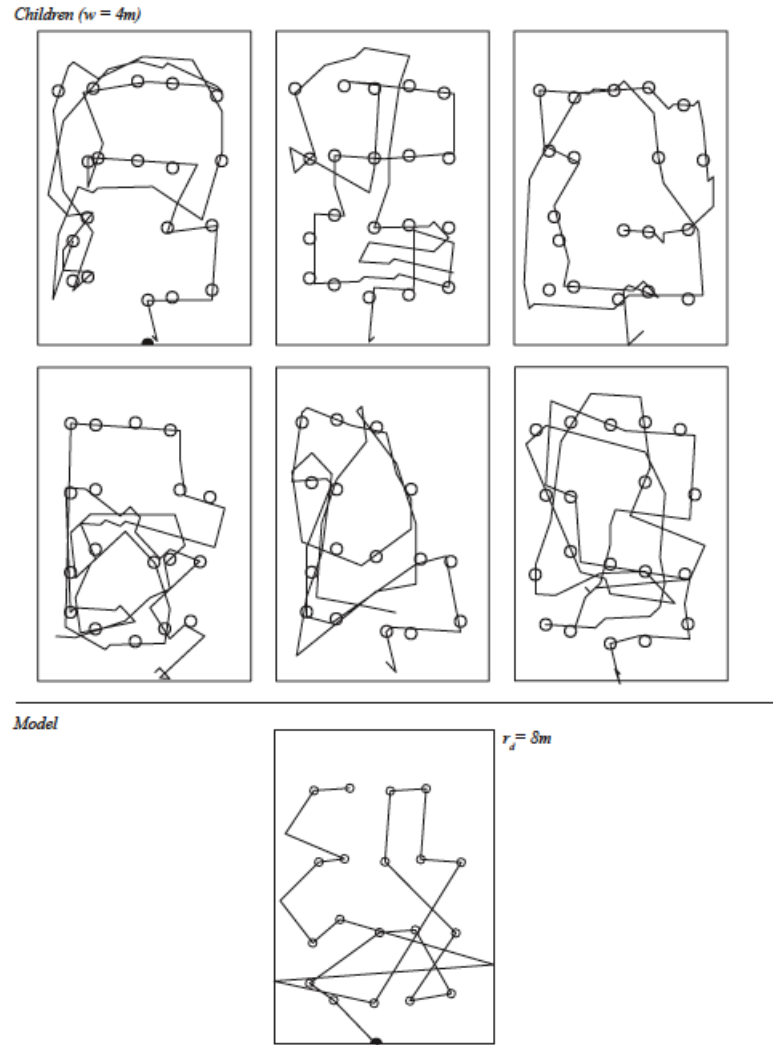 Children (w = 4m)
Model
r_d = 8m